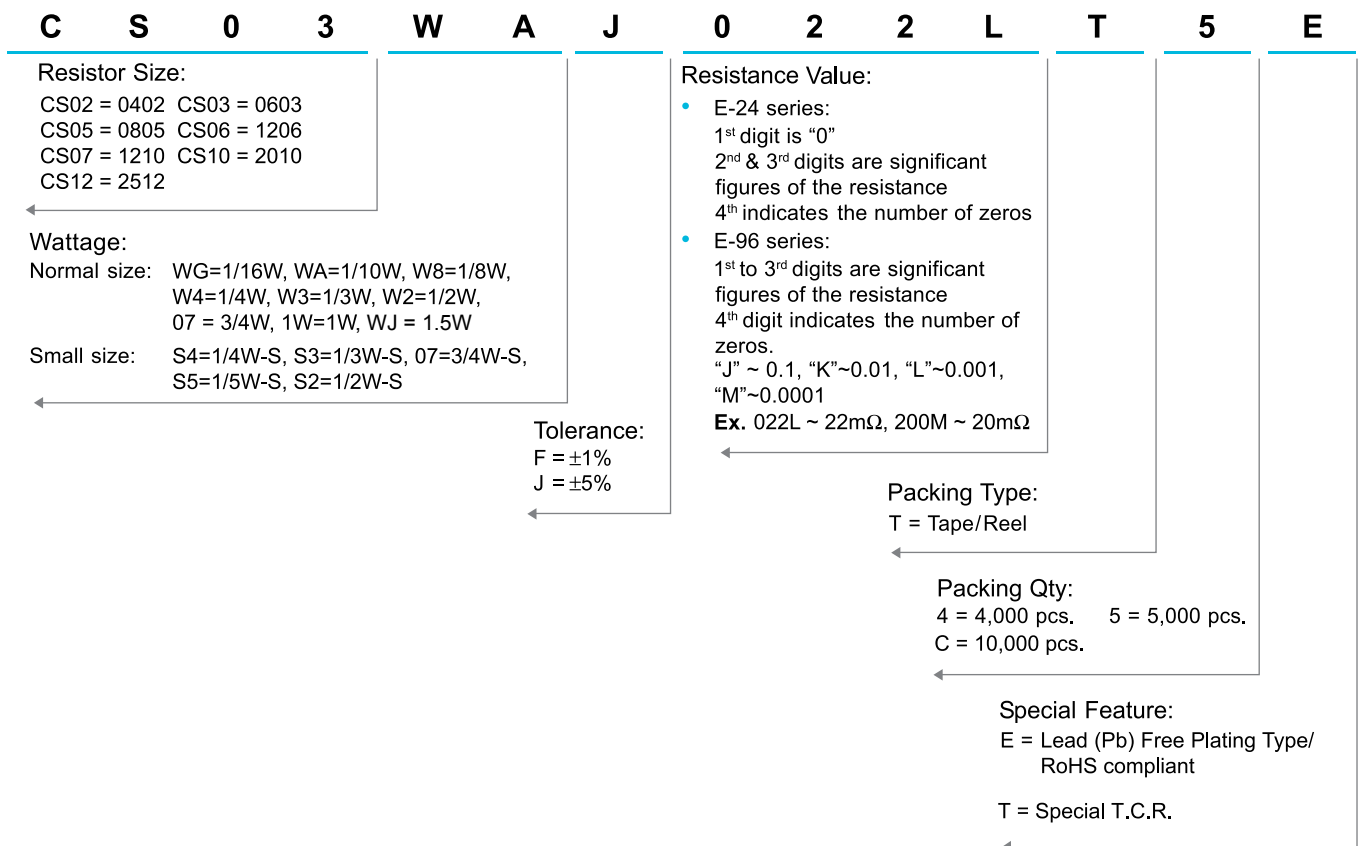 C S 0 3 W A J 0 2 2 L T 5 E
Resistor Size:
CS02 = 0402 CS03 = 0603
CS05 = 0805 CS06 = 1206
CS07 = 1210 CS10 = 2010
CS12 = 2512
Wattage:
Normal size: WG=1/16W, WA=1/10W, W8=1/8W,
W4=1/4W, W3=1/3W, W2=1/2W,
07 = 3/4W, 1W=1W, WJ = 1.5W
Small size: S4=1/4W-S, S3=1/3W-S, 07=3/4W-S,
S5=1/5W-S, S2=1/2W-S
Tolerance:
F = ±1%
J = ±5%
Resistance Value:
• E-24 series:
1st digit is “0”
2nd & 3rd digits are significant
figures of the resistance
4th indicates the number of zeros
• E-96 series:
1st to 3rd digits are significant
figures of the resistance
4th digit indicates the number of
zeros.
“J” ~ 0.1, “K”~0.01, “L”~0.001,
“M”~0.0001
Ex. 022L ~ 22mΩ, 200M ~ 20mΩ
Packing Type:
T = Tape/Reel
Packing Qty:
4 = 4,000 pcs. 5 = 5,000 pcs.
C = 10,000 pcs.
Special Feature:
E = Lead (Pb) Free Plating Type/
RoHS compliant
T = Special T.C.R.